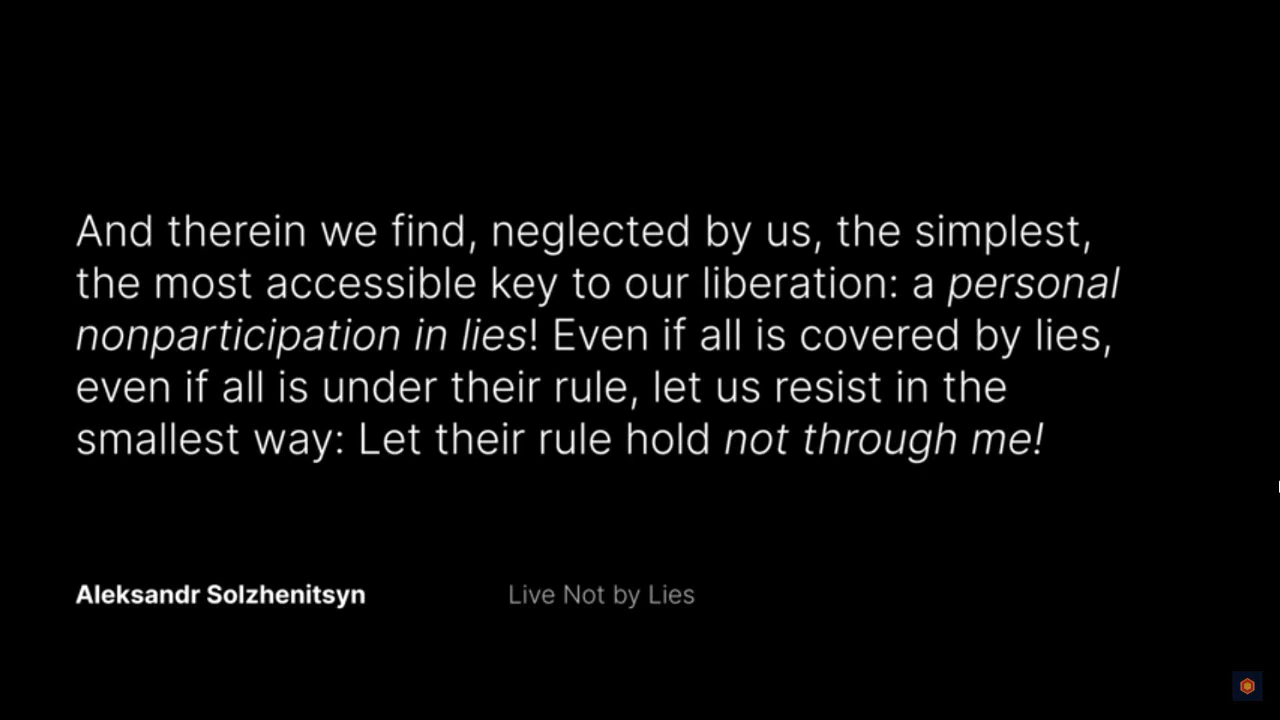 And therein we find, neglected by us, the simplest,
the most accessible key to our liberation: a personal
nonparticipation in lies! Even if all is covered by lies,
even if all is under their rule, let us resist in the
smallest way: Let their rule hold not through me!
Aleksandr Solzhenitsyn
Live Not by Lies